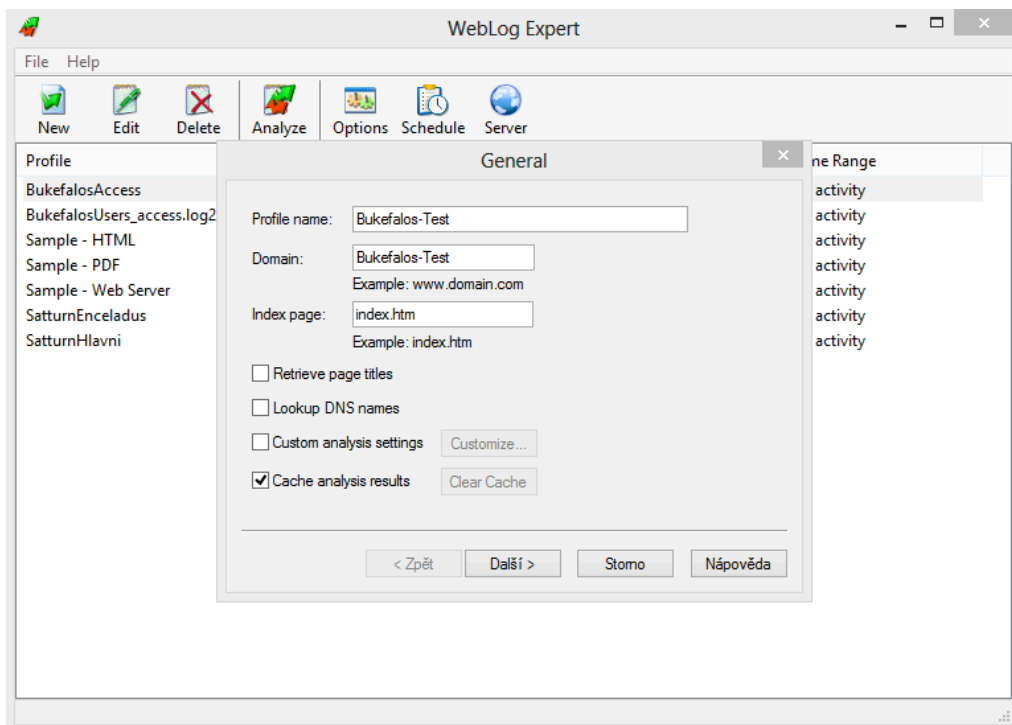 WebLog Expert
File Help
New Edit Delete Analyze Options Schedule Server
Profile
BukefalosAccess
BukefalosUsers_access.log2
Sample - HTML
Sample - PDF
Sample - Web Server
SatturnEnceladus
SatturnHlavni
General
Profile name: Bukefalos-Test
Domain: Bukefalos-Test
Example: www.domain.com
Index page: index.htm
Example: index.htm
Retrieve page titles
Lookup DNS names
Custom analysis settings Customize...
Cache analysis results Clear Cache
< Zpět Další > Storno Nápověda
Range
activity
activity
activity
activity
activity
activity
activity